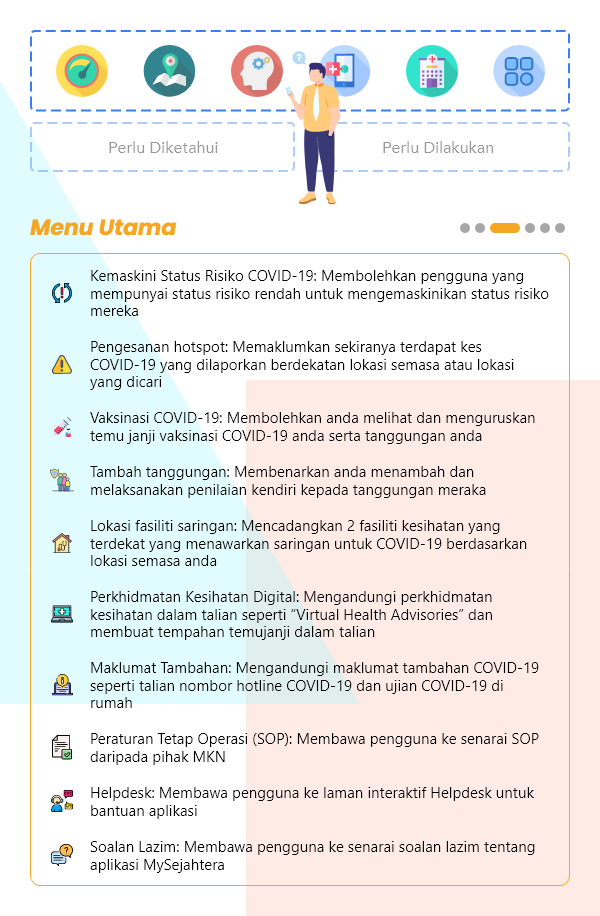 Perlu Diketahui
Perlu Dilakukan
Menu Utama
Kemaskini Status Risiko COVID-19: Membolehkan pengguna yang
mempunyai status risiko rendah untuk mengemaskinikan status risiko
mereka
Pengesanan hotspot: Memaklumkan sekiranya terdapat kes
COVID-19 yang dilaporkan berdekatan lokasi semasa atau lokasi
yang dicari
Vaksinasi COVID-19: Membolehkan anda melihat dan menguruskan
temu janji vaksinasi COVID-19 anda serta tanggungan anda
Tambah tanggungan: Membenarkan anda menambah dan
melaksanakan penilaian kendiri kepada tanggungan meraka
Lokasi fasiliti saringan: Mencadangkan 2 fasiliti kesihatan yang
terdekat yang menawarkan saringan untuk COVID-19 berdasarkan
lokasi semasa anda
Perkhidmatan Kesihatan Digital: Mengandungi perkhidmatan
kesihatan dalam talian seperti “Virtual Health Advisories” dan
membuat tempahan temujanji dalam talian
Maklumat Tambahan: Mengandungi maklumat tambahan COVID-19
seperti talian nombor hotline COVID-19 dan ujian COVID-19 di
rumah
Peraturan Tetap Operasi (SOP): Membawa pengguna ke senarai SOP
daripada pihak MKN
Helpdesk: Membawa pengguna ke laman interaktif Helpdesk untuk
bantuan aplikasi
Soalan Lazim: Membawa pengguna ke senarai soalan lazim tentang
aplikasi MySejahtera